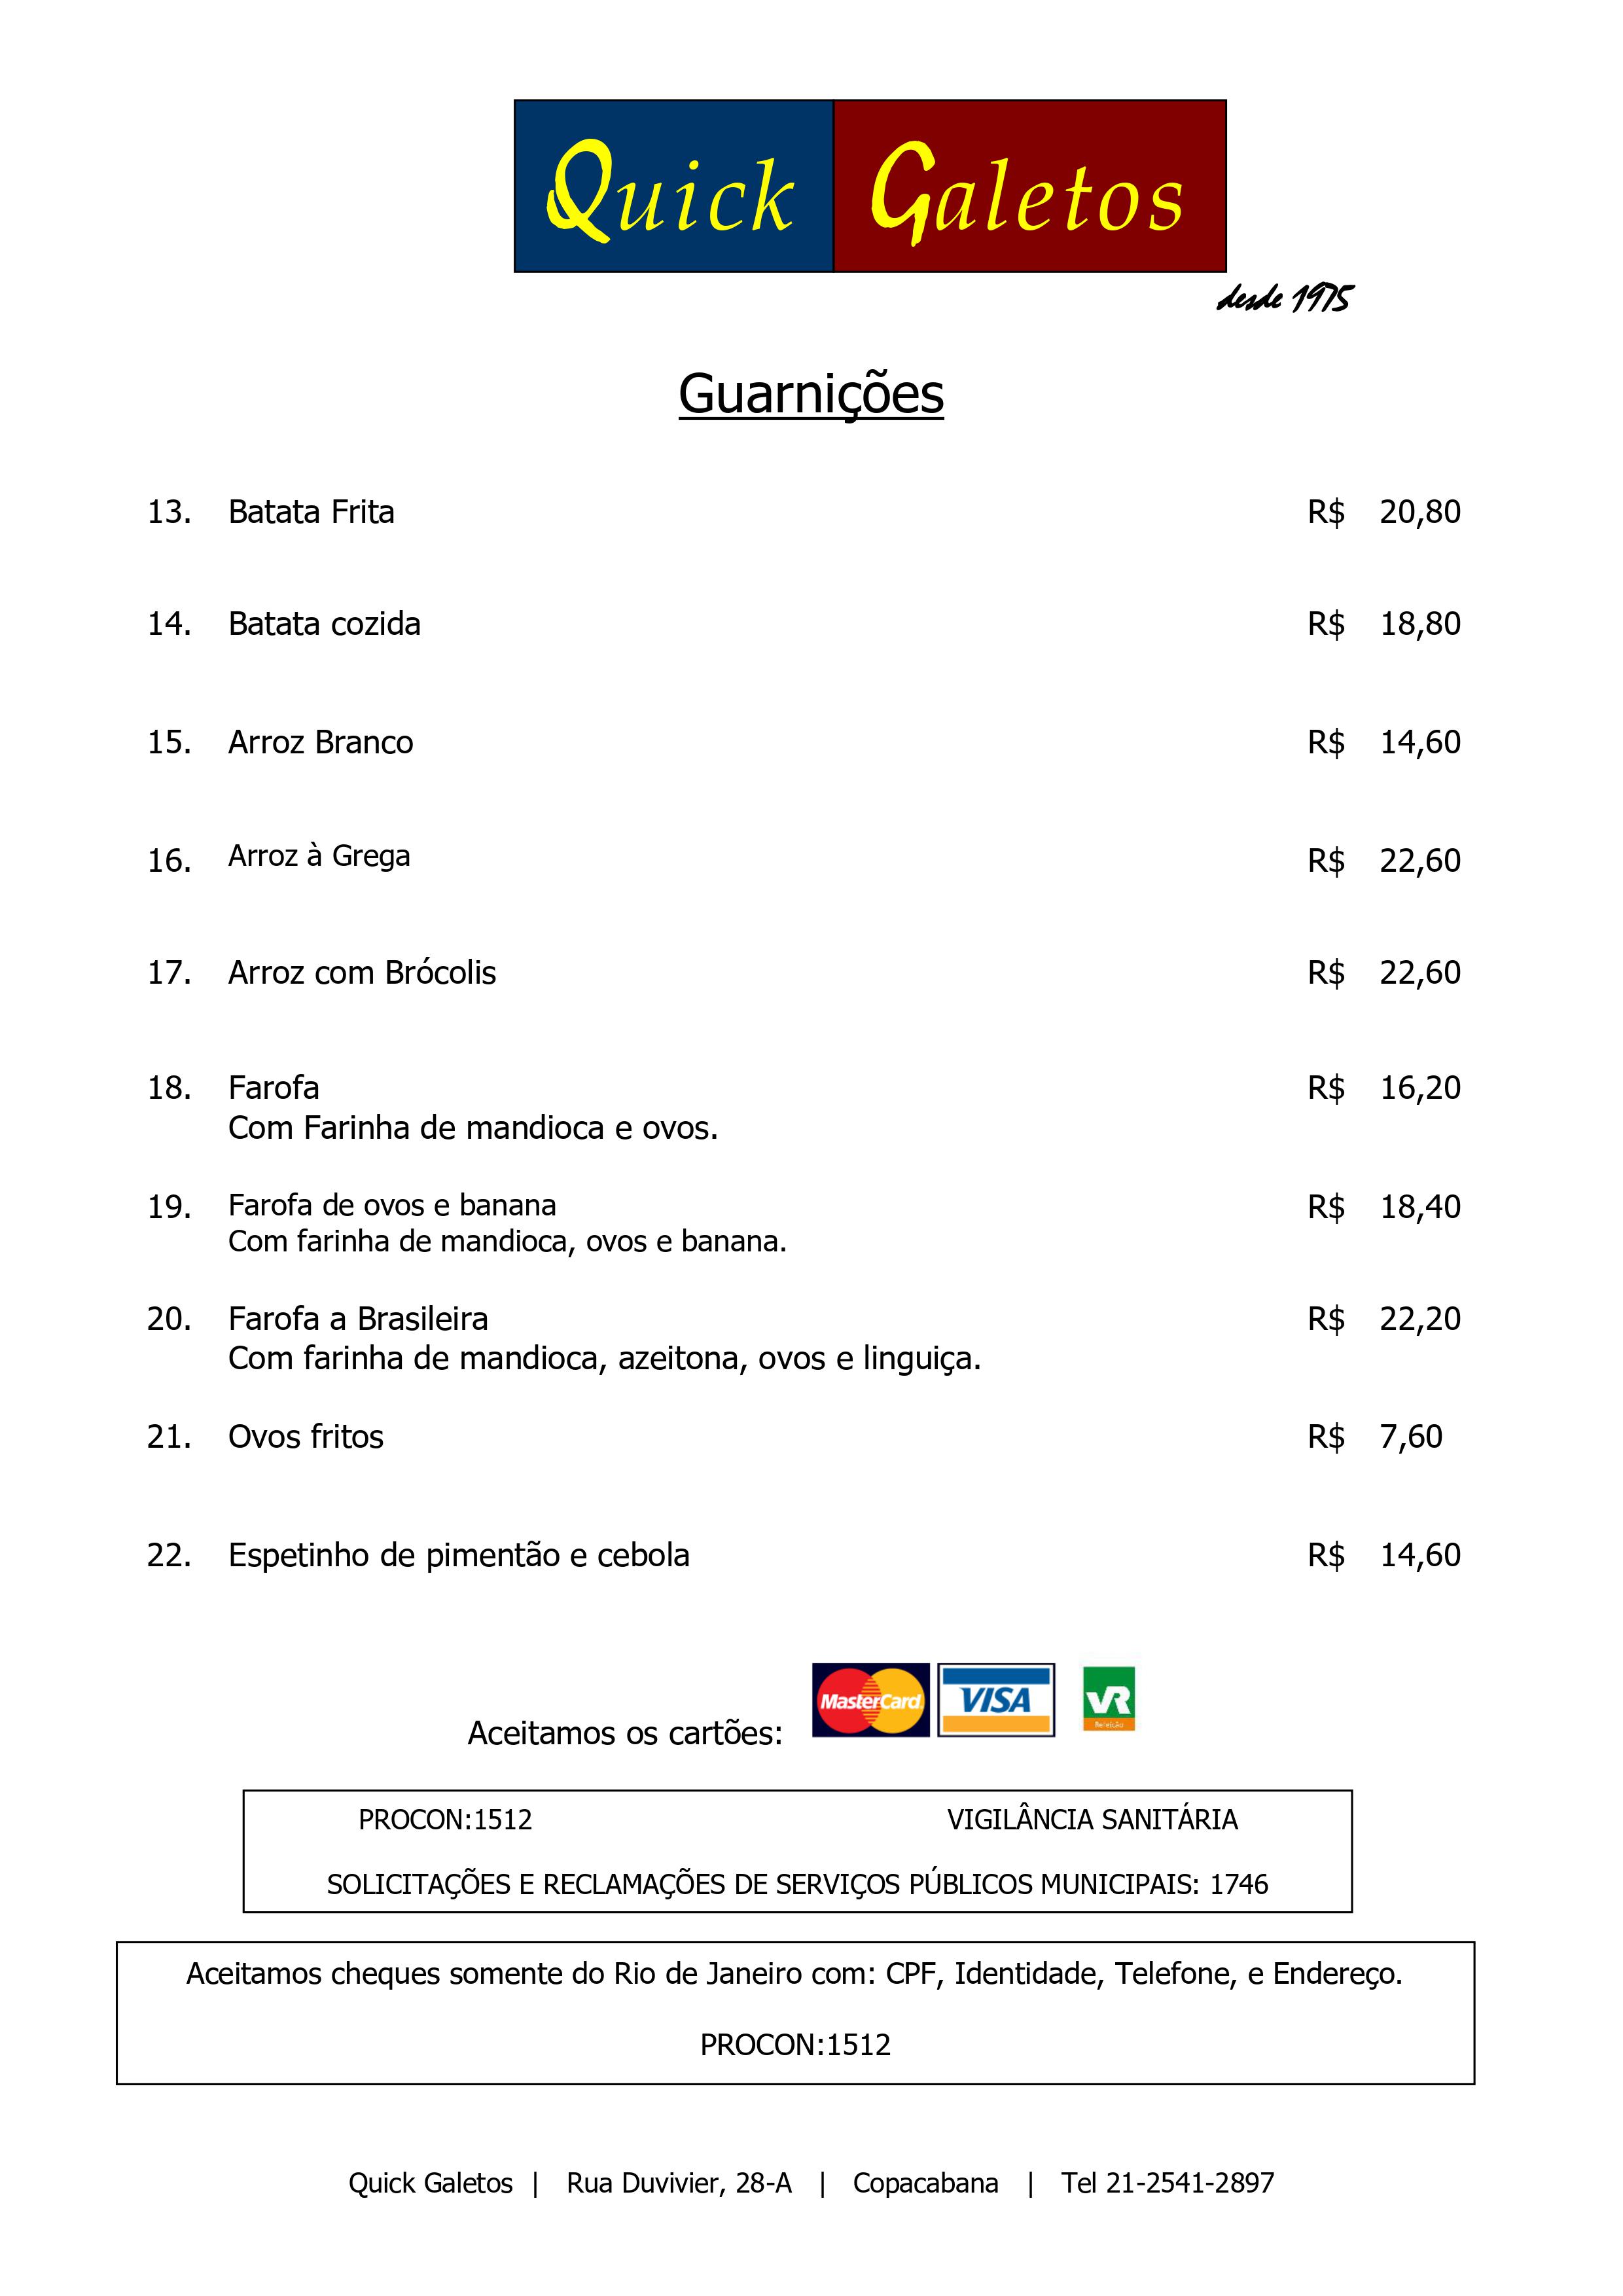 Quick Galetos
desde 1975
Guarnições
13. Batata Frita R$ 20,80
14. Batata cozida R$ 18,80
15. Arroz Branco R$ 14,60
16. Arroz à Grega R$ 22,60
17. Arroz com Brócolis R$ 22,60
18. Farofa R$ 16,20
Com Farinha de mandioca e ovos.
19. Farofa de ovos e banana R$ 18,40
Com farinha de mandioca, ovos e banana.
20. Farofa a Brasileira R$ 22,20
Com farinha de mandioca, azeitona, ovos e linguiça.
21. Ovos fritos R$ 7,60
22. Espetinho de pimentão e cebola R$ 14,60
MasterCard VISA VR
Refeição
Aceitamos os cartões:
PROCON:1512 VIGILÂNCIA SANITÁRIA
SOLICITAÇÕES E RECLAMAÇÕES DE SERVIÇOS PÚBLICOS MUNICIPAIS: 1746
Aceitamos cheques somente do Rio de Janeiro com: CPF, Identidade, Telefone, e Endereço.
PROCON:1512
Quick Galetos | Rua Duvivier, 28-A | Copacabana | Tel 21-2541-2897